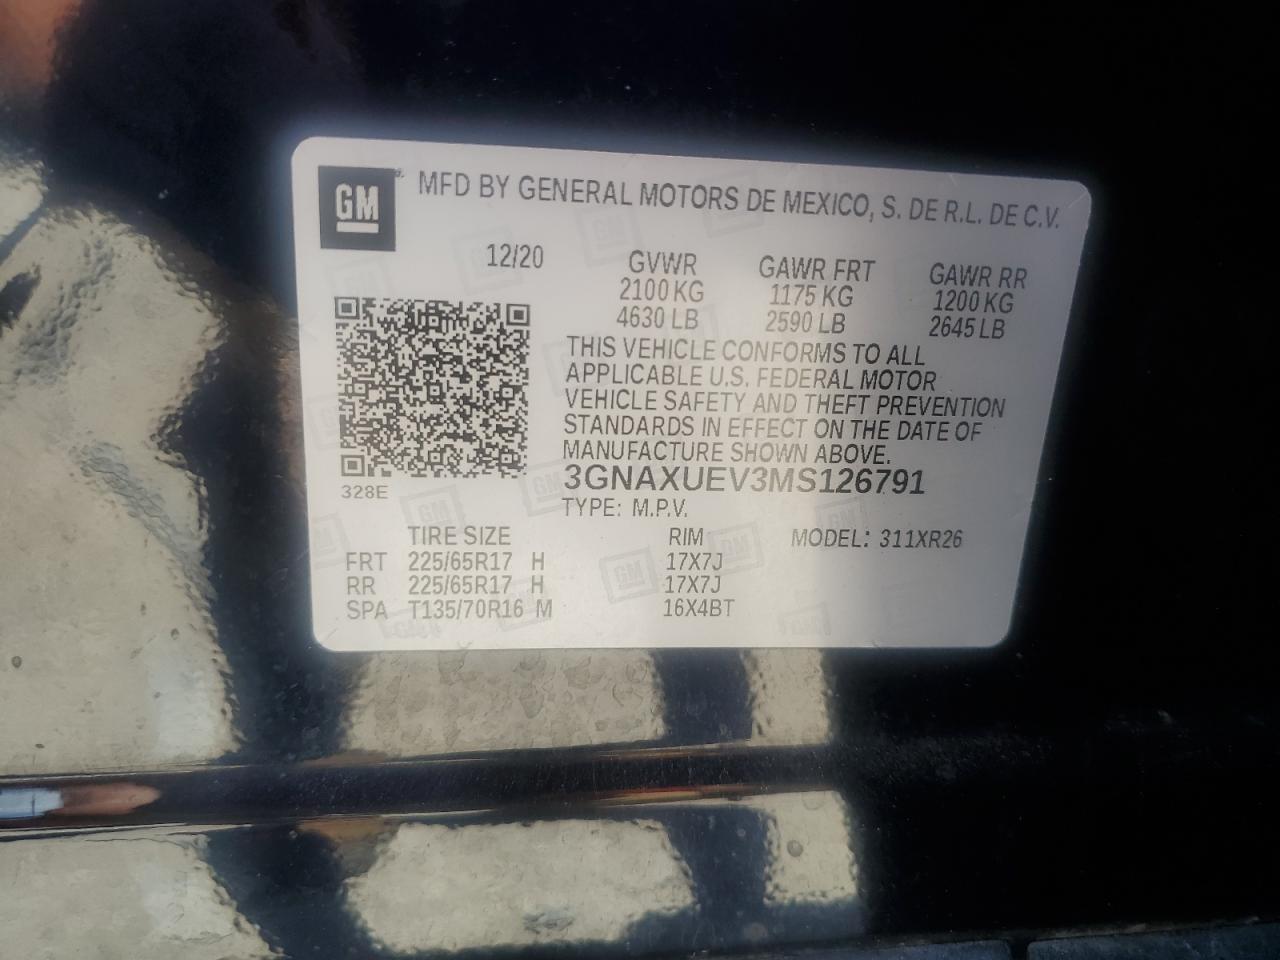 GM
MFD BY GENERAL MOTORS DE MEXICO, S. DE R.L. DE C.V.
12/20 GVWR GAWR FRT GAWR RR
2100 KG 1175 KG 1200 KG
4630 LB 2590 LB 2645 LB
THIS VEHICLE CONFORMS TO ALL
APPLICABLE U.S. FEDERAL MOTOR
VEHICLE SAFETY AND THEFT PREVENTION
STANDARDS IN EFFECT ON THE DATE OF
MANUFACTURE SHOWN ABOVE.
3GNAXUEV3MS126791
328E
TYPE: M.P.V.
TIRE SIZE RIM MODEL: 311XR26
FRT 225/65R17 H 17X7J
RR 225/65R17 H 17X7J
SPA T135/70R16 M 16X4BT